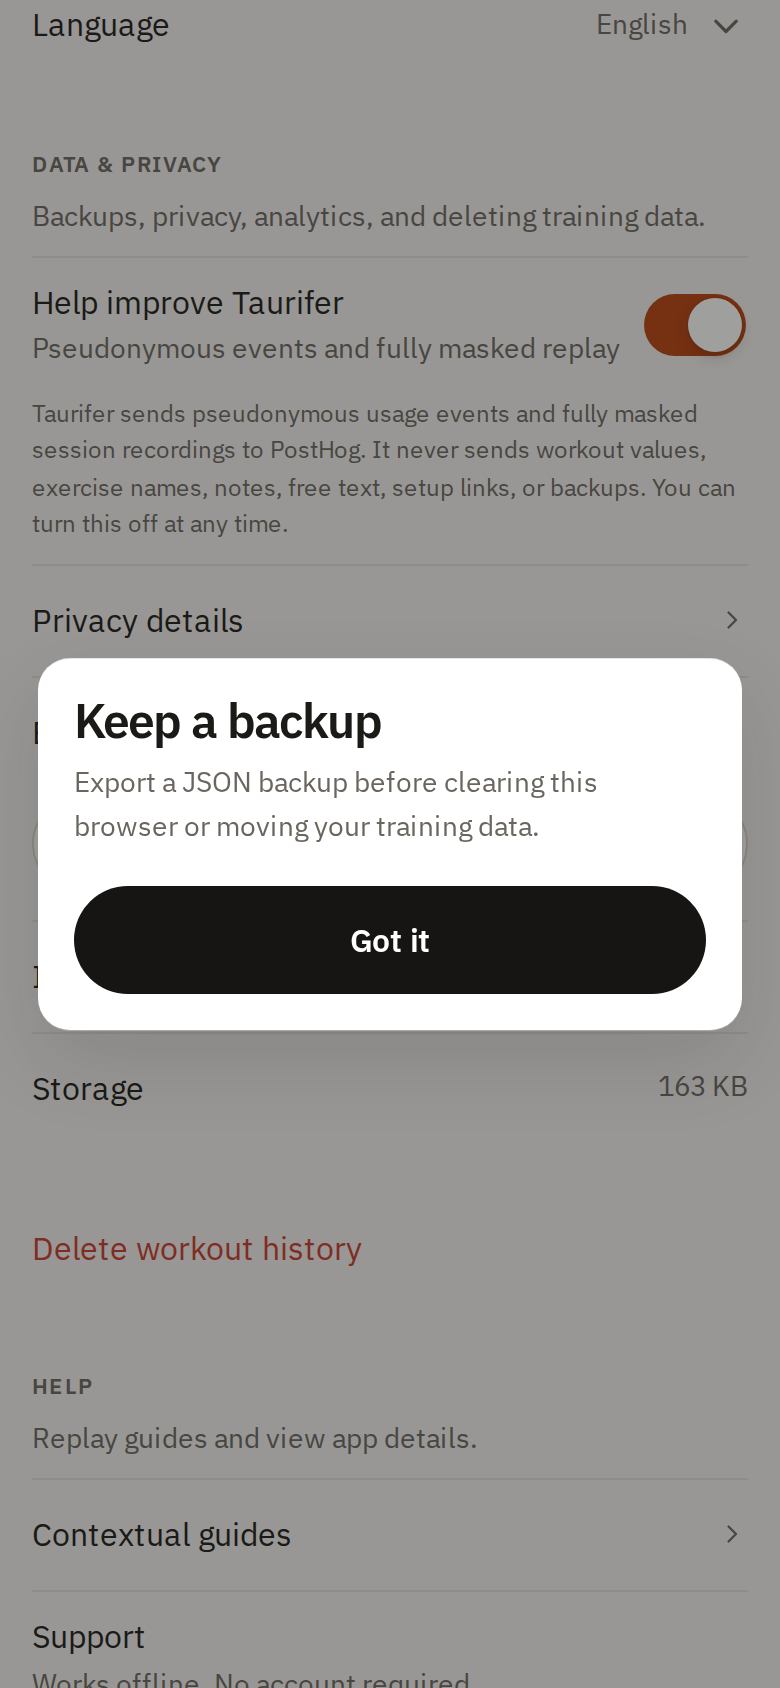 Language
English
DATA & PRIVACY
Backups, privacy, analytics, and deleting training data.
Help improve Taurifer
Pseudonymous events and fully masked replay
Taurifer sends pseudonymous usage events and fully masked
session recordings to PostHog. It never sends workout values,
exercise names, notes, free text, setup links, or backups. You can
turn this off at any time.
Privacy details
Keep a backup
Export a JSON backup before clearing this
browser or moving your training data.
Got it
Storage
163 KB
Delete workout history
HELP
Replay guides and view app details.
Contextual guides
Support
Works offline. No account required.